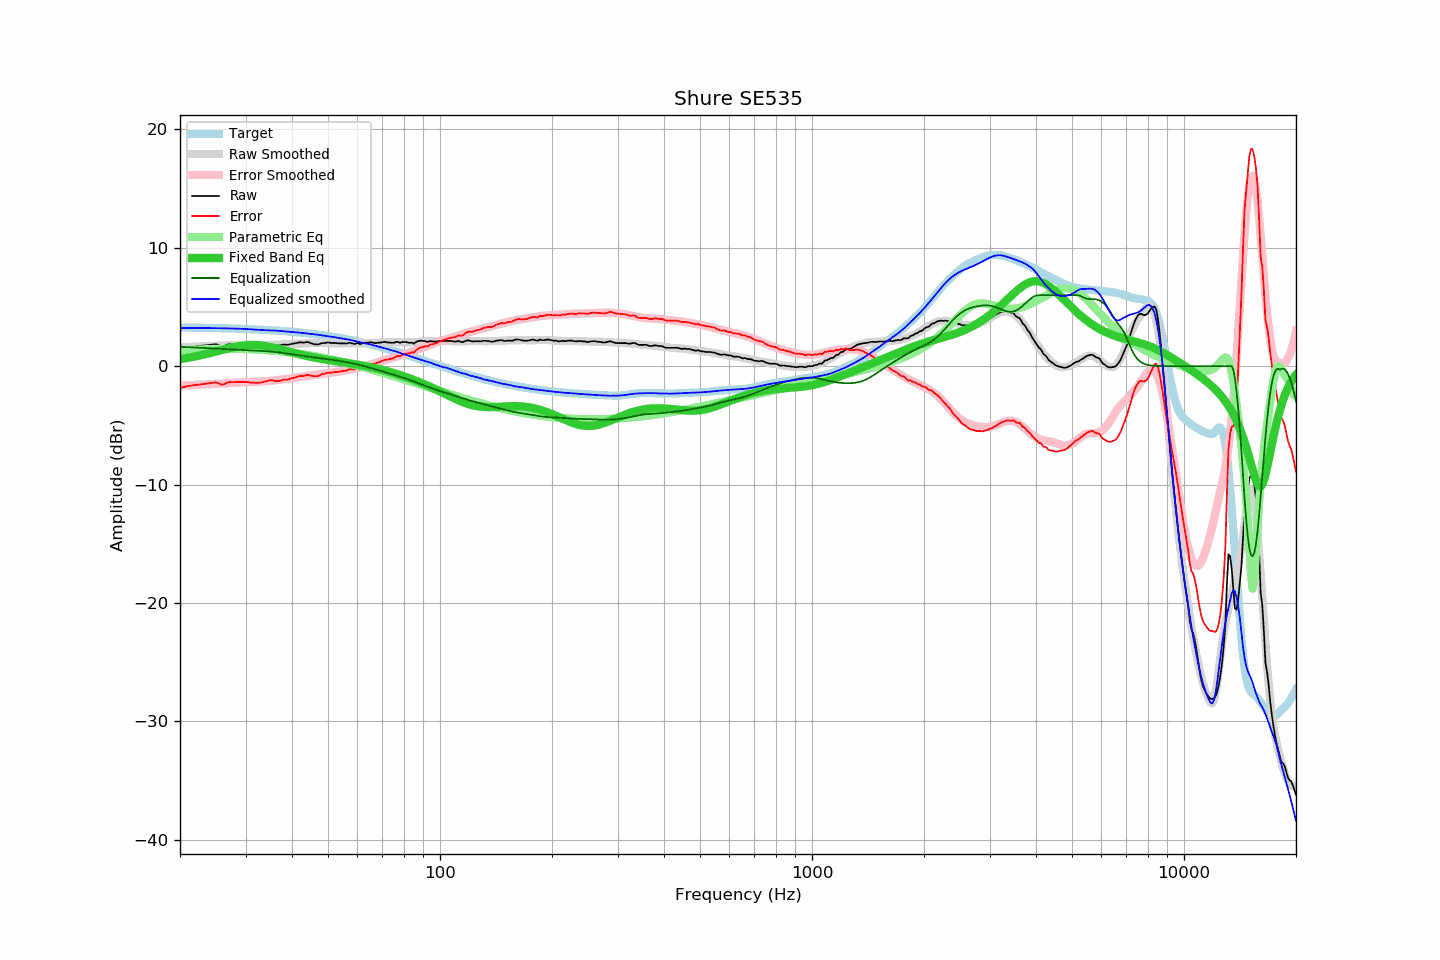 Shure SE535
20
10
0
−10
−20
−30
−40
Amplitude (dBr)
Target
Raw Smoothed
Error Smoothed
Raw
Error
Parametric Eq
Fixed Band Eq
Equalization
Equalized smoothed
100
1000
10000
Frequency (Hz)